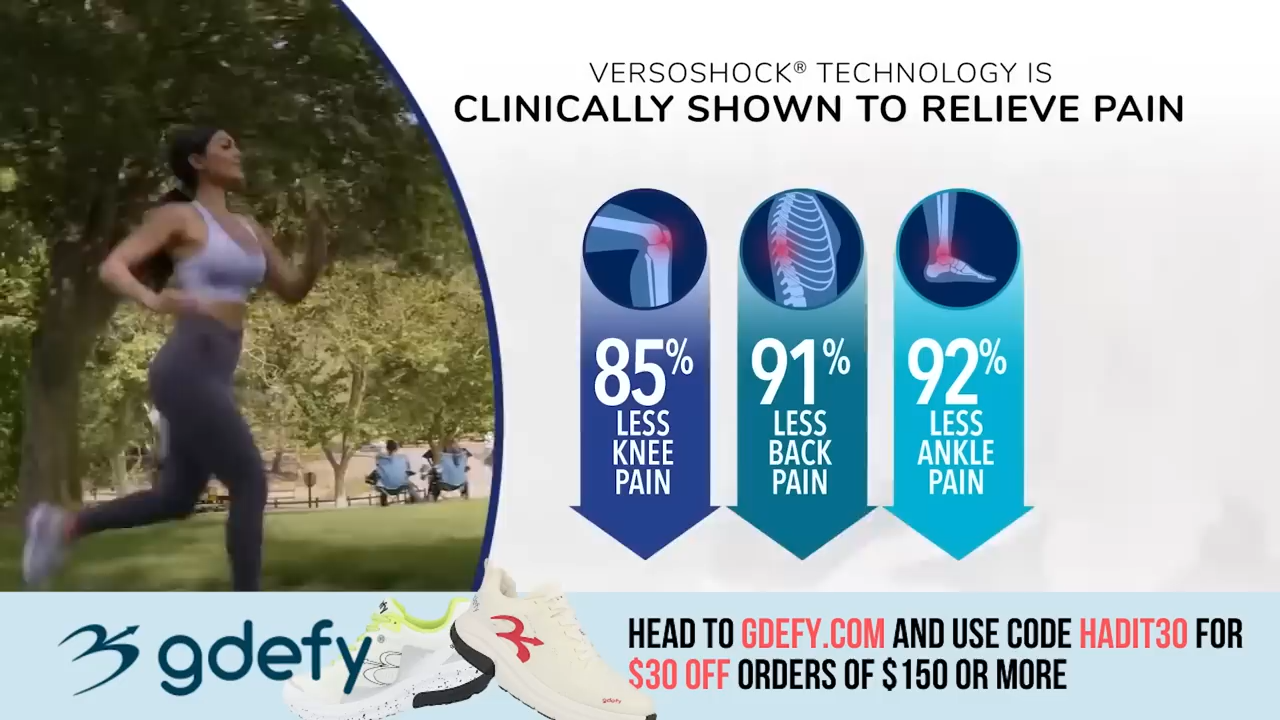 VERSOSHOCK® TECHNOLOGY IS
CLINICALLY SHOWN TO RELIEVE PAIN
85%
LESS
KNEE
PAIN
91%
LESS
BACK
PAIN
92%
LESS
ANKLE
PAIN
gdefy
HEAD TO GDEFY.COM AND USE CODE HADIT30 FOR
$30 OFF ORDERS OF $150 OR MORE
gdefy